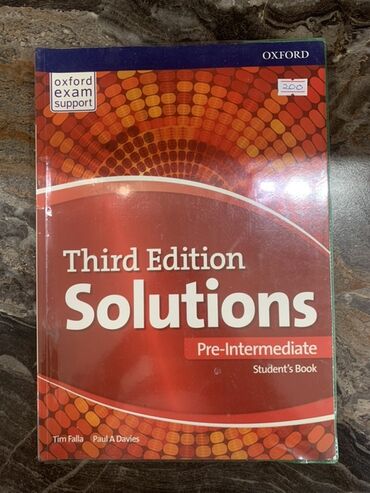 OXFORD
oxford
exam
support
200
Third Edition
Solutions
Pre-Intermediate
Student's Book
Tim Falla Paul A Davies